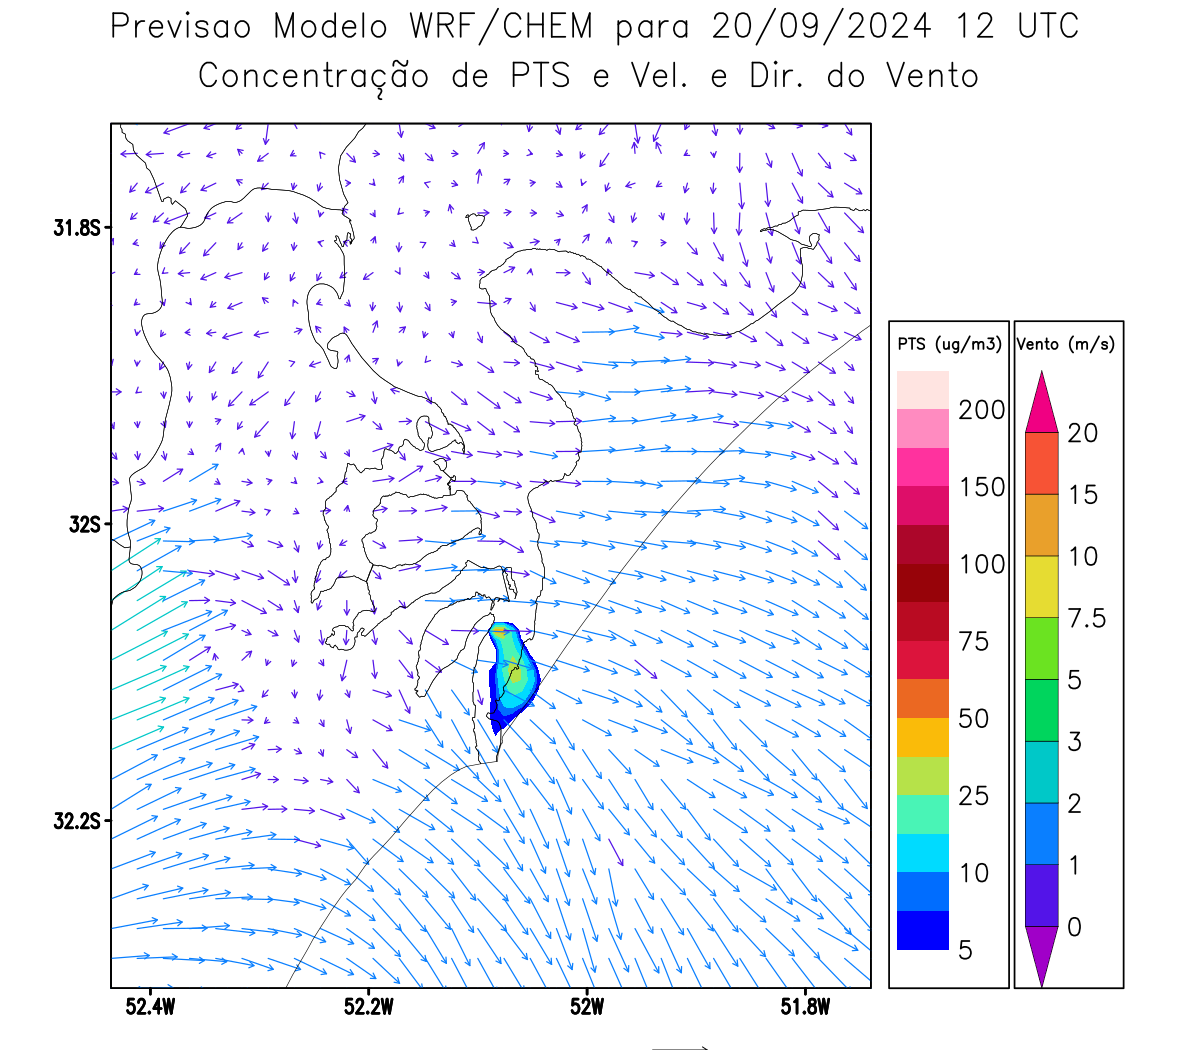 Previsao Modelo WRF/CHEM para 20/09/2024 12 UTC
Concentração de PTS e Vel. e Dir. do Vento
31.8S
32S
32.2S
52.4W
52.2W
52W
51.8W
PTS (ug/m3)
200
150
100
75
50
25
10
5
Vento (m/s)
20
15
10
7.5
5
3
2
1
0